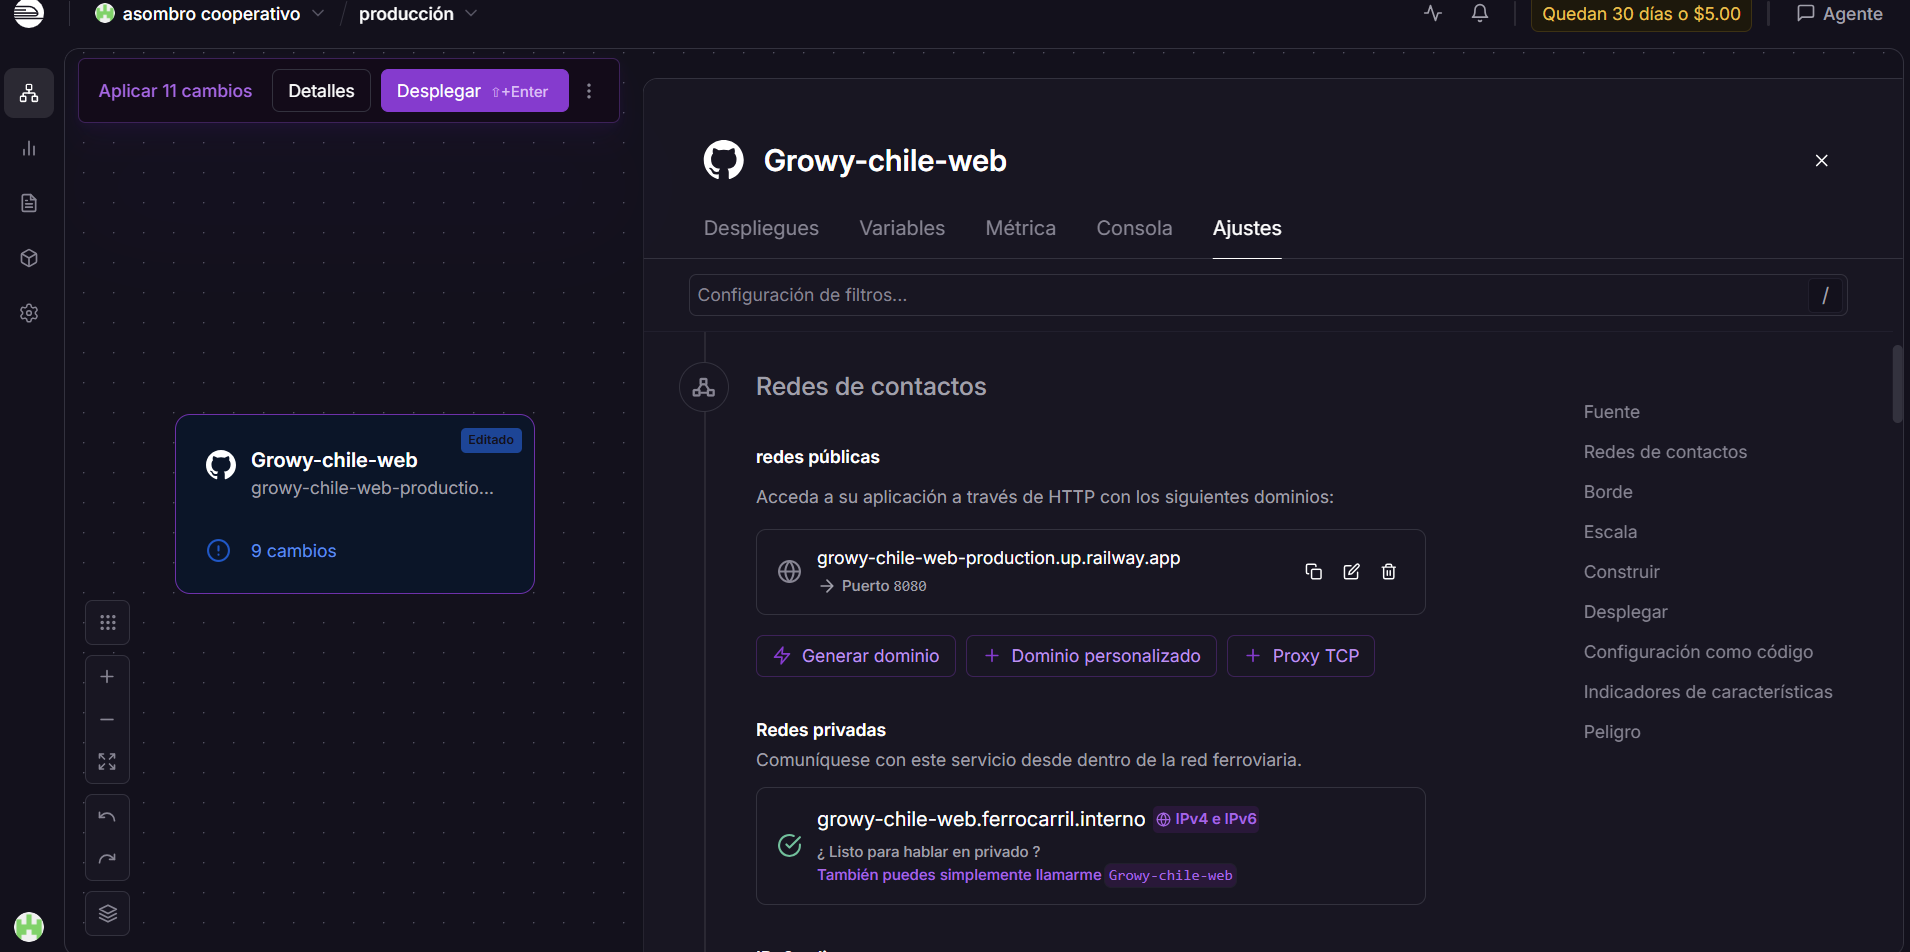 asombro cooperativo
producción
Quedan 30 días o $5.00
Agente
Aplicar 11 cambios
Detalles
Desplegar ⇧+Enter
Growy-chile-web
Despliegues
Variables
Métrica
Consola
Ajustes
Configuración de filtros...
/
Editado
Growy-chile-web
growy-chile-web-productio...
9 cambios
Redes de contactos
redes públicas
Acceda a su aplicación a través de HTTP con los siguientes dominios:
growy-chile-web-production.up.railway.app
→ Puerto 8080
Generar dominio
+ Dominio personalizado
+ Proxy TCP
Redes privadas
Comuníquese con este servicio desde dentro de la red ferroviaria.
growy-chile-web.ferrocarril.interno IPv4 e IPv6
¿ Listo para hablar en privado ?
También puedes simplemente llamarme Growy-chile-web
Fuente
Redes de contactos
Borde
Escala
Construir
Desplegar
Configuración como código
Indicadores de características
Peligro